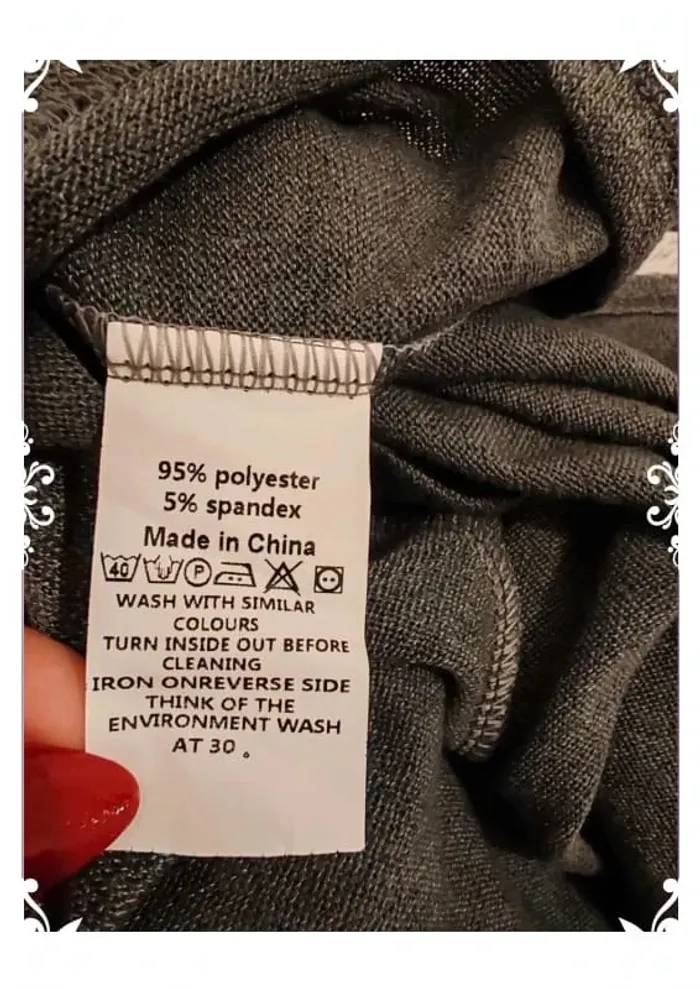 95% polyester
5% spandex
Made in China
40 P
WASH WITH SIMILAR
COLOURS
TURN INSIDE OUT BEFORE
CLEANING
IRON ONREVERSE SIDE
THINK OF THE
ENVIRONMENT WASH
AT 30 。